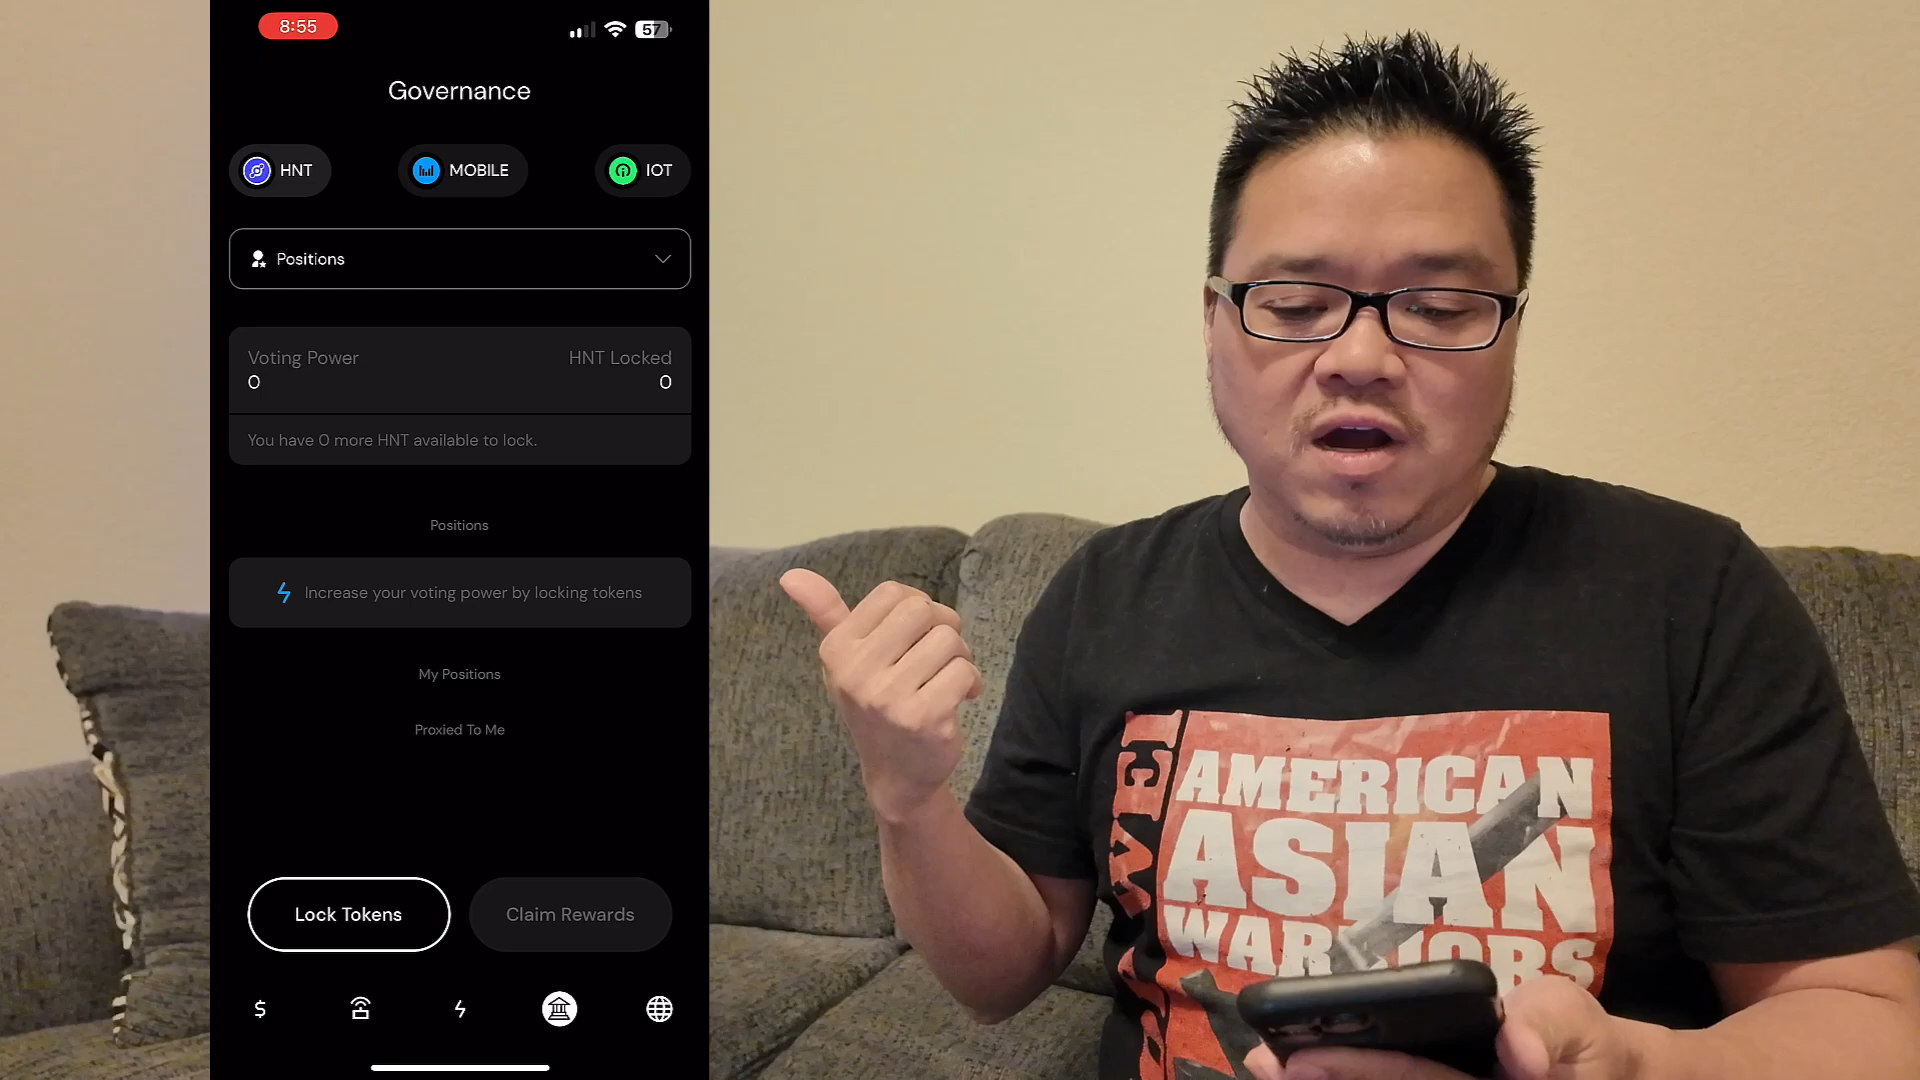 8:55
57
Governance
HNT
MOBILE
IOT
Positions
Voting Power
HNT Locked
0
0
You have 0 more HNT available to lock.
Positions
Increase your voting power by locking tokens
My Positions
Proxied To Me
Lock Tokens
Claim Rewards
$
AMERICAN
ASIAN
WARRIORS